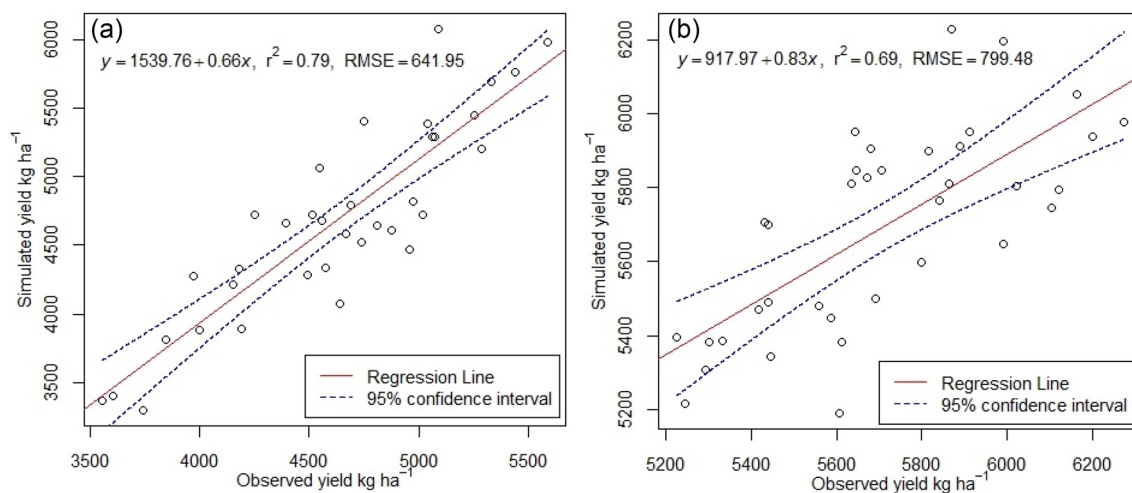 (a)
y = 1539.76 + 0.66x, r² = 0.79, RMSE = 641.95
6000
5500
5000
4500
4000
3500
Simulated yield kg ha⁻¹
Regression Line
95% confidence interval
3500 4000 4500 5000 5500
Observed yield kg ha⁻¹
(b)
y = 917.97 + 0.83x, r² = 0.69, RMSE = 799.48
6200
6000
5800
5600
5400
5200
Simulated yield kg ha⁻¹
Regression Line
95% confidence interval
5200 5400 5600 5800 6000 6200
Observed yield kg ha⁻¹